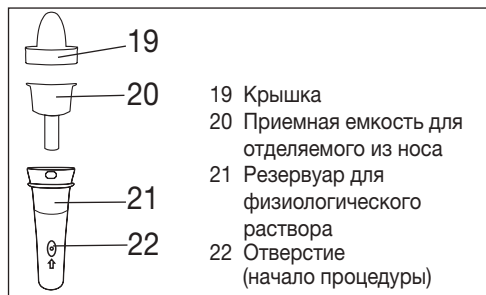 19
20
21
22
19 Крышка
20 Приемная емкость для
отделяемого из носа
21 Резервуар для
физиологического
раствора
22 Отверстие
(начало процедуры)